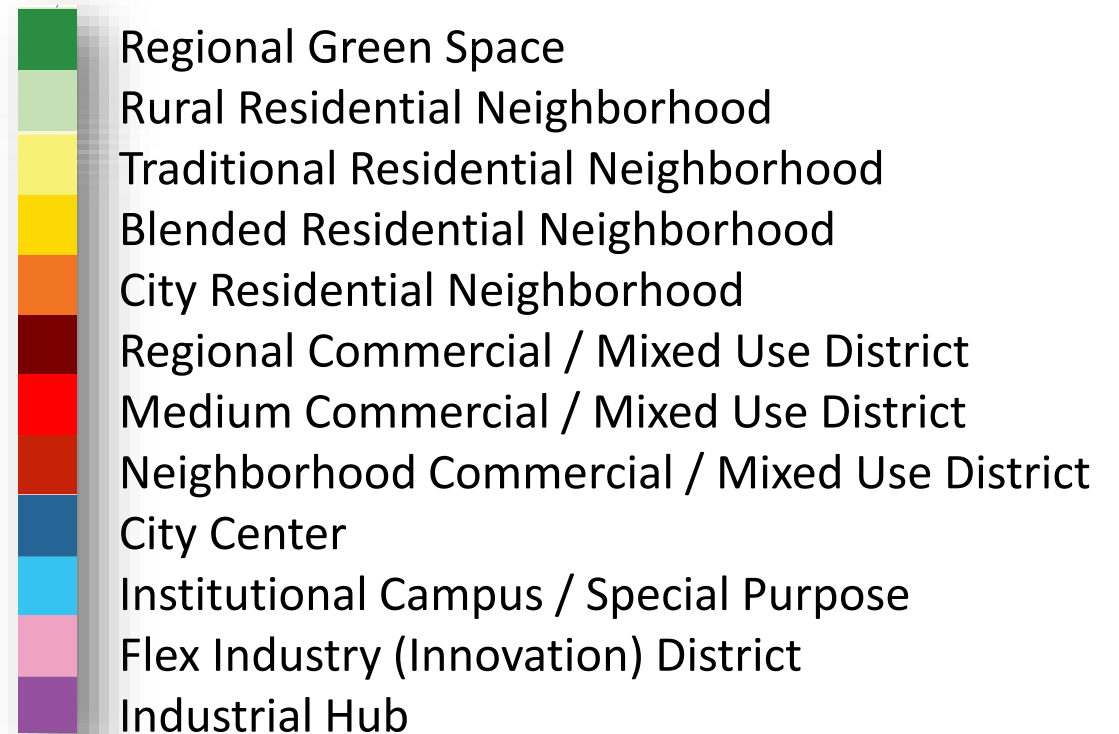 Regional Green Space
Rural Residential Neighborhood
Traditional Residential Neighborhood
Blended Residential Neighborhood
City Residential Neighborhood
Regional Commercial / Mixed Use District
Medium Commercial / Mixed Use District
Neighborhood Commercial / Mixed Use District
City Center
Institutional Campus / Special Purpose
Flex Industry (Innovation) District
Industrial Hub